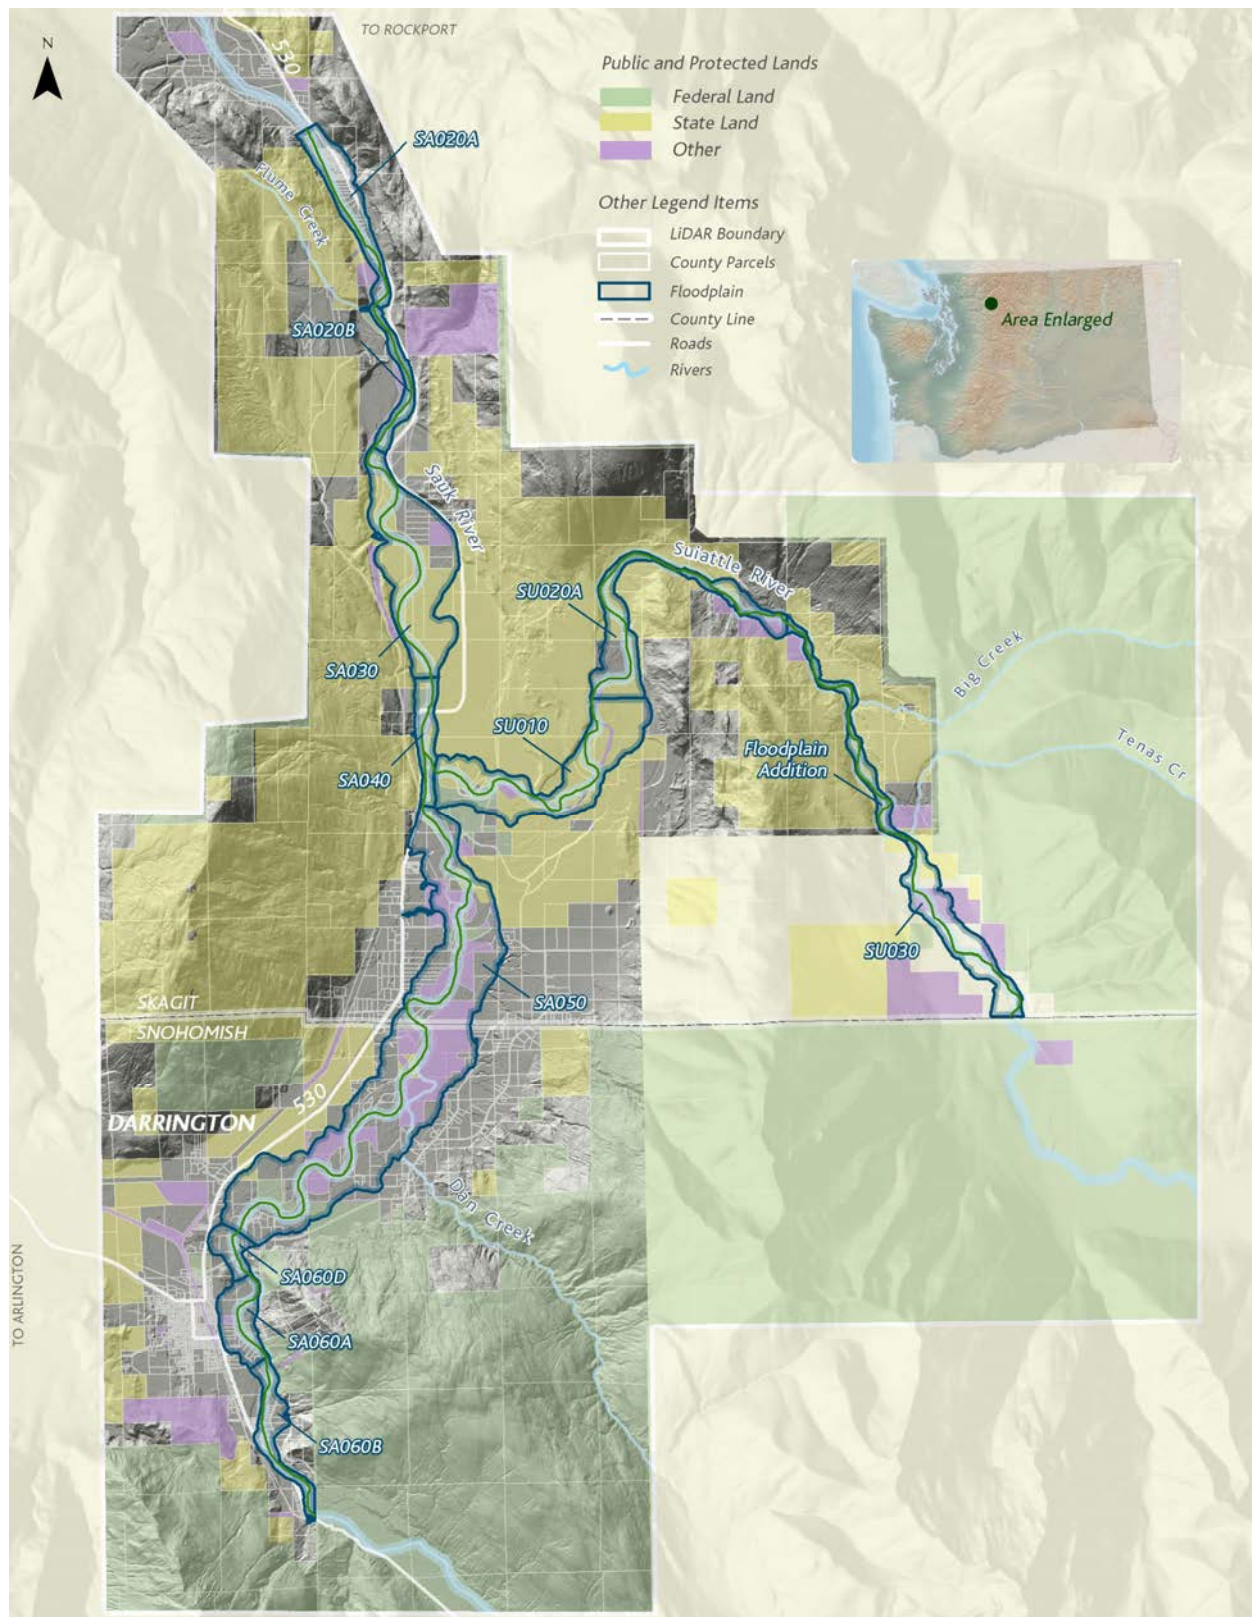 TO ROCKPORT
N
530
Public and Protected Lands
Federal Land
State Land
Other
SA020A
Flume Creek
Other Legend Items
LiDAR Boundary
County Parcels
Floodplain
County Line
Roads
Rivers
Area Enlarged
SA020B
Sauk River
Suiattle River
SU020A
SA030
Big Creek
SU010
Tenas Cr.
Floodplain
Addition
SA040
SU030
SKAGIT
SA050
SNOHOMISH
530
DARRINGTON
Dan Creek
TO ARLINGTON
SA060D
SA060A
SA060B